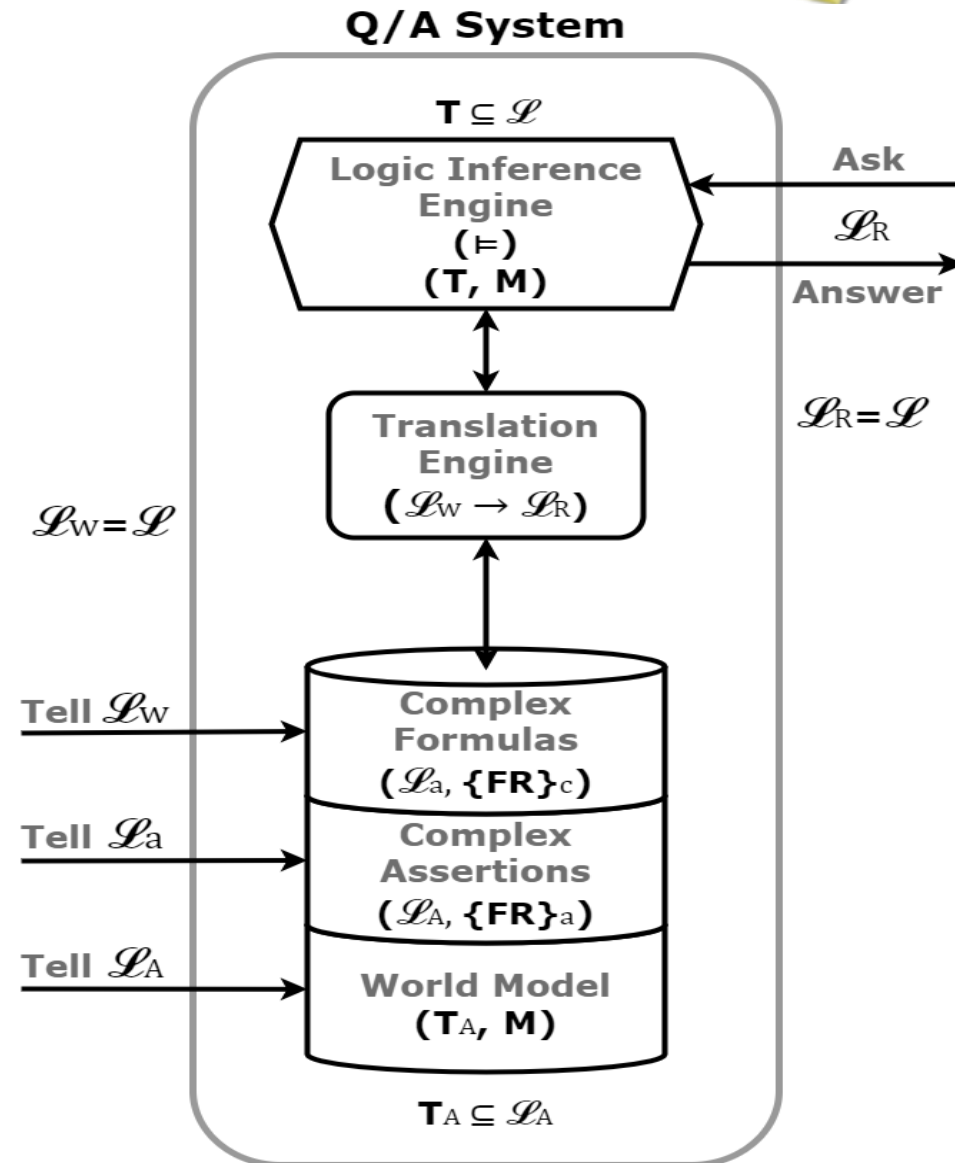 Q/A System
T ⊆ ℒ
Logic Inference
Engine
(⊨)
(T, M)
Ask
ℒR
Answer
Translation
Engine
(ℒW → ℒR)
ℒR=ℒ
ℒW=ℒ
Tell ℒW
Complex
Formulas
(ℒa, {FR}c)
Tell ℒa
Complex
Assertions
(ℒA, {FR}a)
Tell ℒA
World Model
(TA, M)
TA ⊆ ℒA